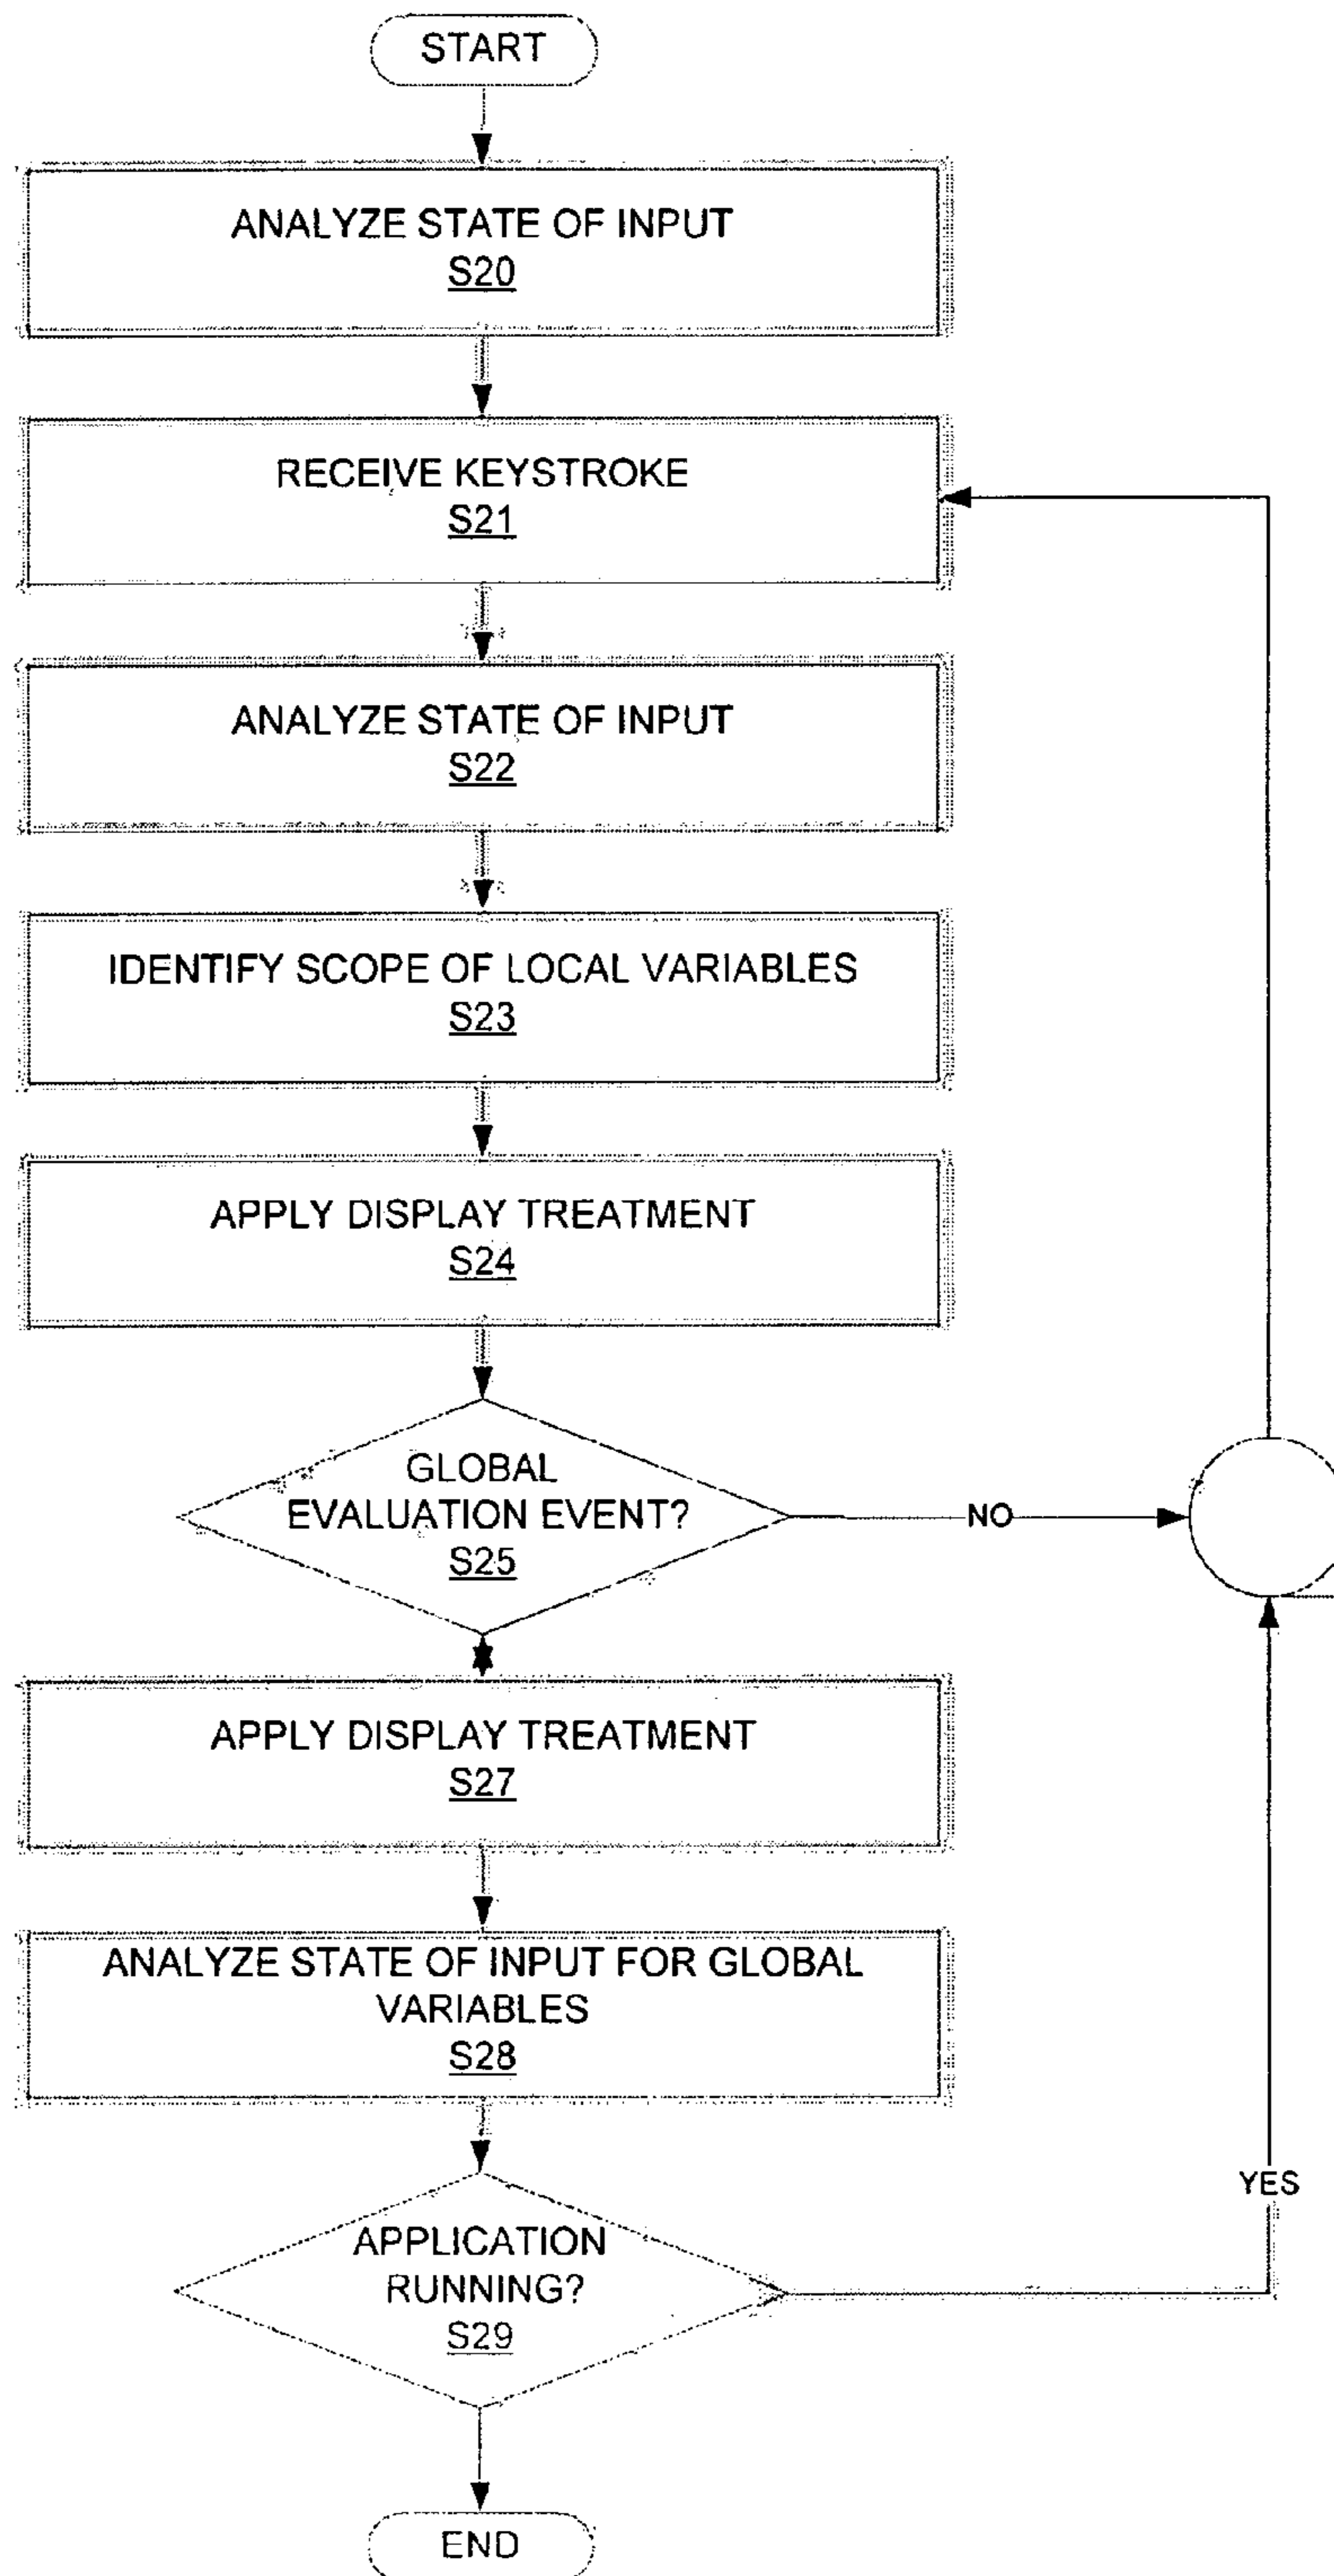 START
ANALYZE STATE OF INPUT
S20
RECEIVE KEYSTROKE
S21
ANALYZE STATE OF INPUT
S22
IDENTIFY SCOPE OF LOCAL VARIABLES
S23
APPLY DISPLAY TREATMENT
S24
GLOBAL
EVALUATION EVENT?
S25
NO
APPLY DISPLAY TREATMENT
S27
ANALYZE STATE OF INPUT FOR GLOBAL
VARIABLES
S28
YES
APPLICATION
RUNNING?
S29
END